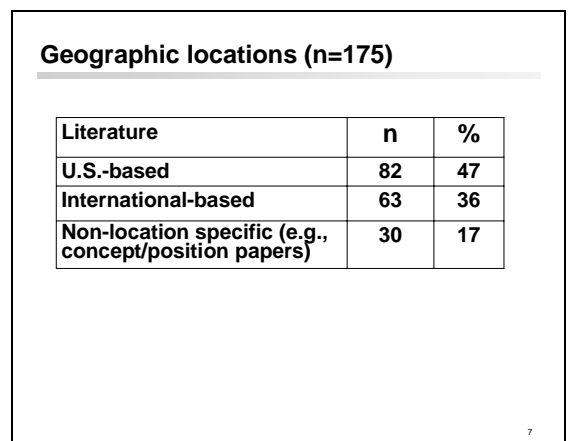 Geographic locations (n=175)
Literature n %
U.S.-based 82 47
International-based 63 36
Non-location specific (e.g., 30 17
concept/position papers)
7